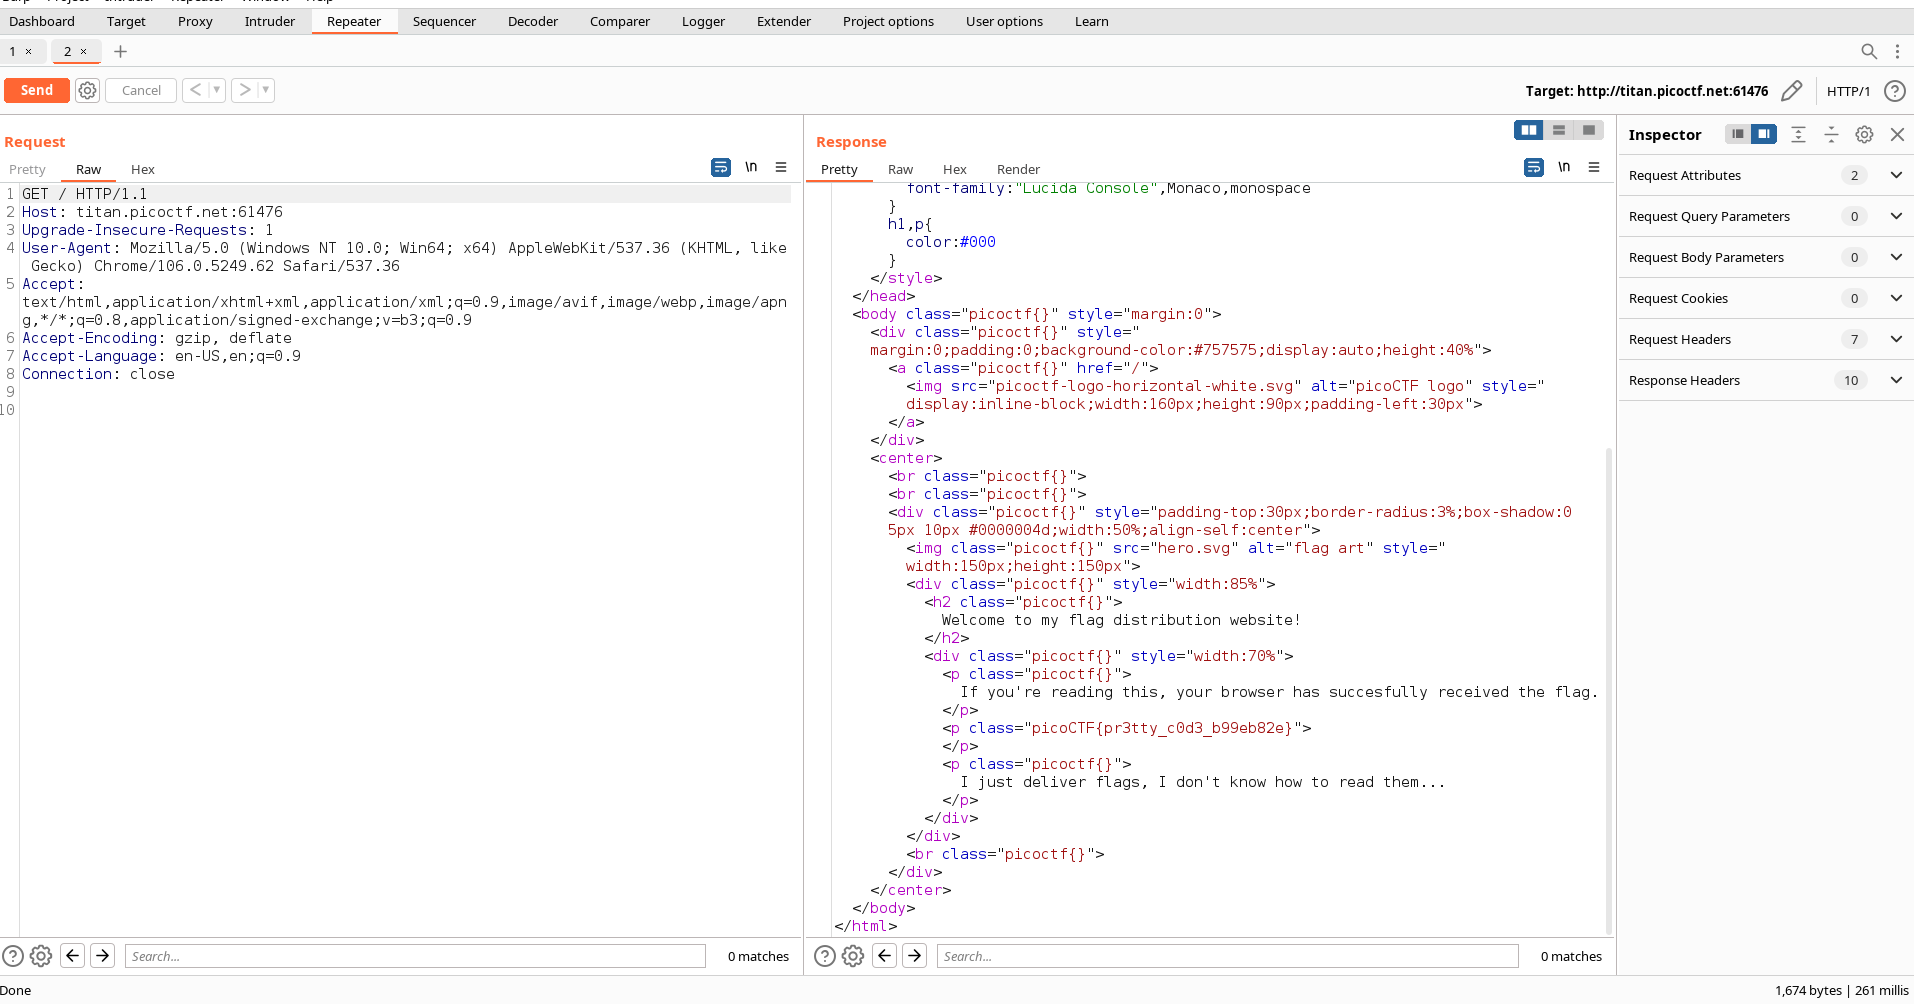 Burp Project Intruder Repeater Window Help
Dashboard Target Proxy Intruder Repeater Sequencer Decoder Comparer Logger Extender Project options User options Learn
1 × 2 × +
Send Cancel < ▾ > ▾ Target: http://titan.picoctf.net:61476 HTTP/1 ?
Request
Pretty Raw Hex \n
1 GET / HTTP/1.1
2 Host: titan.picoctf.net:61476
3 Upgrade-Insecure-Requests: 1
4 User-Agent: Mozilla/5.0 (Windows NT 10.0; Win64; x64) AppleWebKit/537.36 (KHTML, like
Gecko) Chrome/106.0.5249.62 Safari/537.36
5 Accept:
text/html,application/xhtml+xml,application/xml;q=0.9,image/avif,image/webp,image/apn
g,*/*;q=0.8,application/signed-exchange;v=b3;q=0.9
6 Accept-Encoding: gzip, deflate
7 Accept-Language: en-US,en;q=0.9
8 Connection: close
9
10
Search... 0 matches
Response
Pretty Raw Hex Render \n
font-family:"Lucida Console",Monaco,monospace
}
h1,p{
color:#000
}
</style>
</head>
<body class="picoctf{}" style="margin:0">
<div class="picoctf{}" style="
margin:0;padding:0;background-color:#757575;display:auto;height:40%">
<a class="picoctf{}" href="/">
<img src="picoctf-logo-horizontal-white.svg" alt="picoCTF logo" style="
display:inline-block;width:160px;height:90px;padding-left:30px">
</a>
</div>
<center>
<br class="picoctf{}">
<br class="picoctf{}">
<div class="picoctf{}" style="padding-top:30px;border-radius:3%;box-shadow:0
5px 10px #0000004d;width:50%;align-self:center">
<img class="picoctf{}" src="hero.svg" alt="flag art" style="
width:150px;height:150px">
<div class="picoctf{}" style="width:85%">
<h2 class="picoctf{}">
Welcome to my flag distribution website!
</h2>
<div class="picoctf{}" style="width:70%">
<p class="picoctf{}">
If you're reading this, your browser has succesfully received the flag.
</p>
<p class="picoCTF{pr3tty_c0d3_b99eb82e}">
</p>
<p class="picoctf{}">
I just deliver flags, I don't know how to read them...
</p>
</div>
</div>
<br class="picoctf{}">
</div>
</center>
</body>
</html>
Search... 0 matches
Inspector
Request Attributes 2
Request Query Parameters 0
Request Body Parameters 0
Request Cookies 0
Request Headers 7
Response Headers 10
Done 1,674 bytes | 261 millis